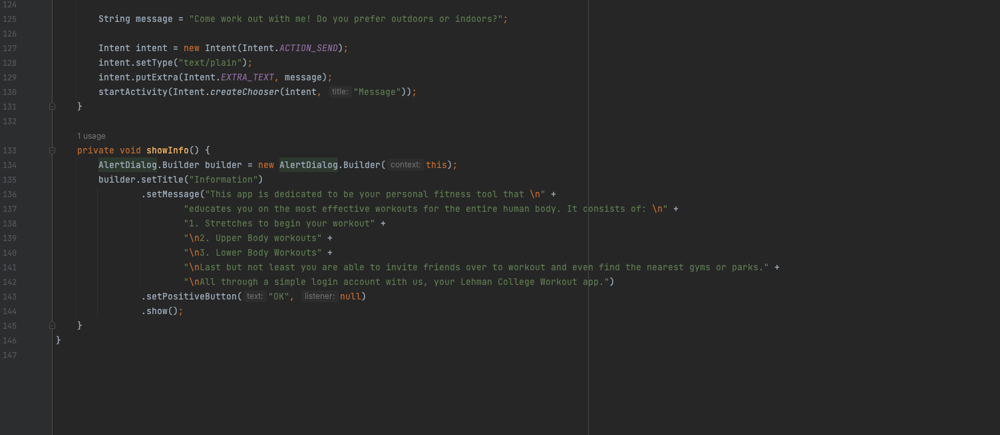 124
125 String message = "Come work out with me! Do you prefer outdoors or indoors?";
126
127 Intent intent = new Intent(Intent.ACTION_SEND);
128 intent.setType("text/plain");
129 intent.putExtra(Intent.EXTRA_TEXT, message);
130 startActivity(Intent.createChooser(intent, title: "Message"));
131 }
132
1 usage
133 private void showInfo() {
134 AlertDialog.Builder builder = new AlertDialog.Builder( context: this);
135 builder.setTitle("Information")
136 .setMessage("This app is dedicated to be your personal fitness tool that \n" +
137 "educates you on the most effective workouts for the entire human body. It consists of: \n" +
138 "1. Stretches to begin your workout" +
139 "\n2. Upper Body workouts" +
140 "\n3. Lower Body Workouts" +
141 "\nLast but not least you are able to invite friends over to workout and even find the nearest gyms or parks." +
142 "\nAll through a simple login account with us, your Lehman College Workout app.")
143 .setPositiveButton( text: "OK", listener: null)
144 .show();
145 }
146 }
147